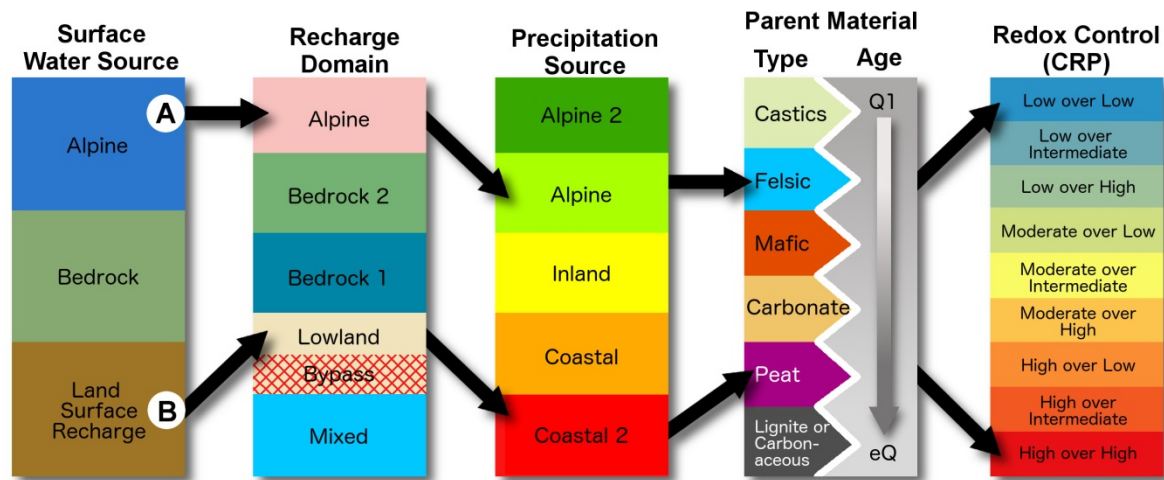 Surface
Water Source
A
Alpine
Bedrock
Land
Surface
Recharge
B
Recharge
Domain
Alpine
Bedrock 2
Bedrock 1
Lowland
Bypass
Mixed
Precipitation
Source
Alpine 2
Alpine
Inland
Coastal
Coastal 2
Parent Material
Type
Castics
Felsic
Mafic
Carbonate
Peat
Lignite or
Carbon-
aceous
Age
Q1
eQ
Redox Control
(CRP)
Low over Low
Low over
Intermediate
Low over High
Moderate over Low
Moderate over
Intermediate
Moderate over
High
High over Low
High over
Intermediate
High over High